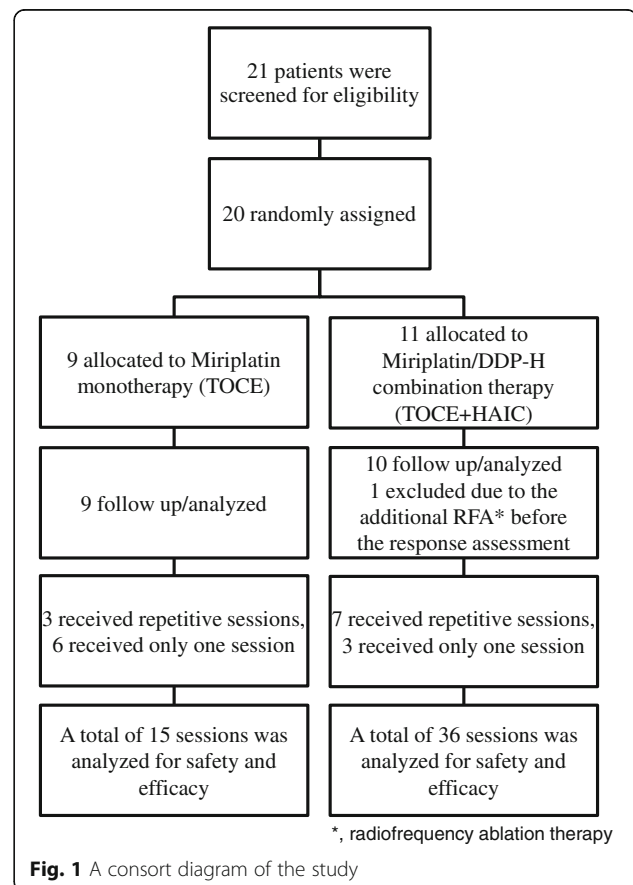 21 patients were
screened for eligibility
20 randomly assigned
9 allocated to Miriplatin
monotherapy (TOCE)
11 allocated to
Miriplatin/DDP-H
combination therapy
(TOCE+HAIC)
9 follow up/analyzed
10 follow up/analyzed
1 excluded due to the
additional RFA* before
the response assessment
3 received repetitive sessions,
6 received only one session
7 received repetitive sessions,
3 received only one session
A total of 15 sessions was
analyzed for safety and
efficacy
A total of 36 sessions was
analyzed for safety and
efficacy
*, radiofrequency ablation therapy
Fig. 1 A consort diagram of the study